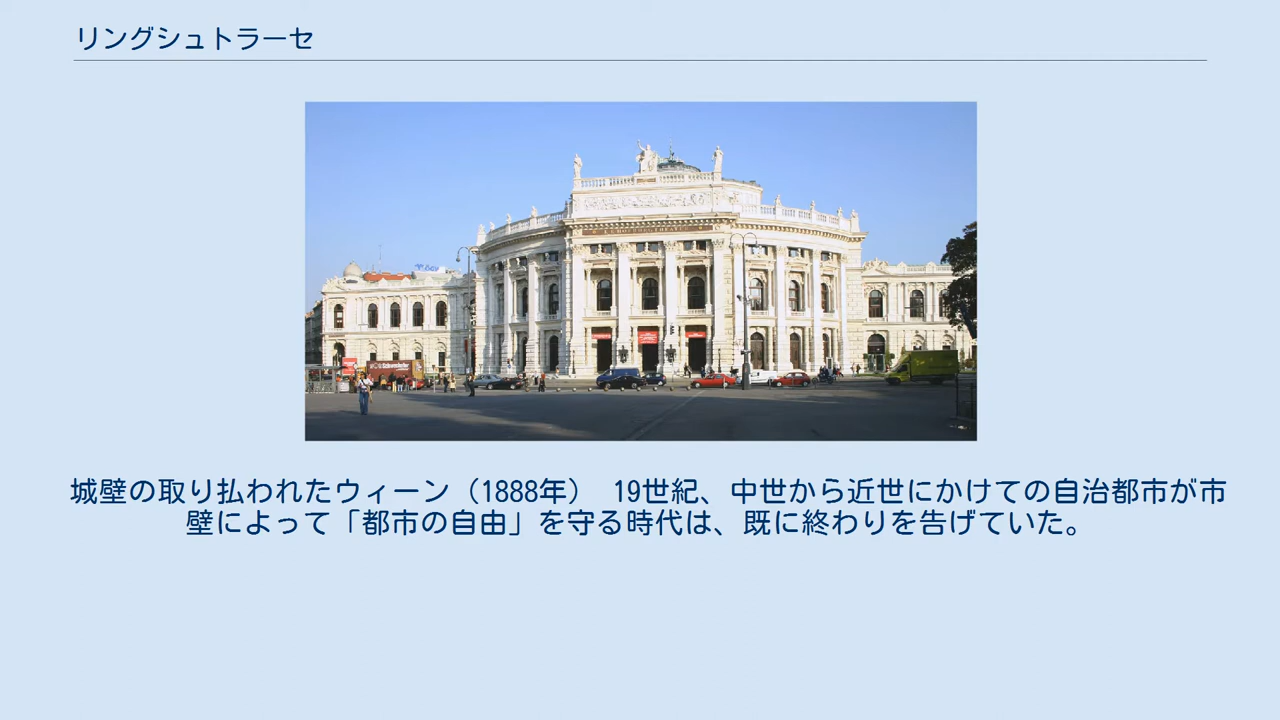 リングシュトラーセ
城壁の取り払われたウィーン（1888年） 19世紀、中世から近世にかけての自治都市が市
壁によって「都市の自由」を守る時代は、既に終わりを告げていた。